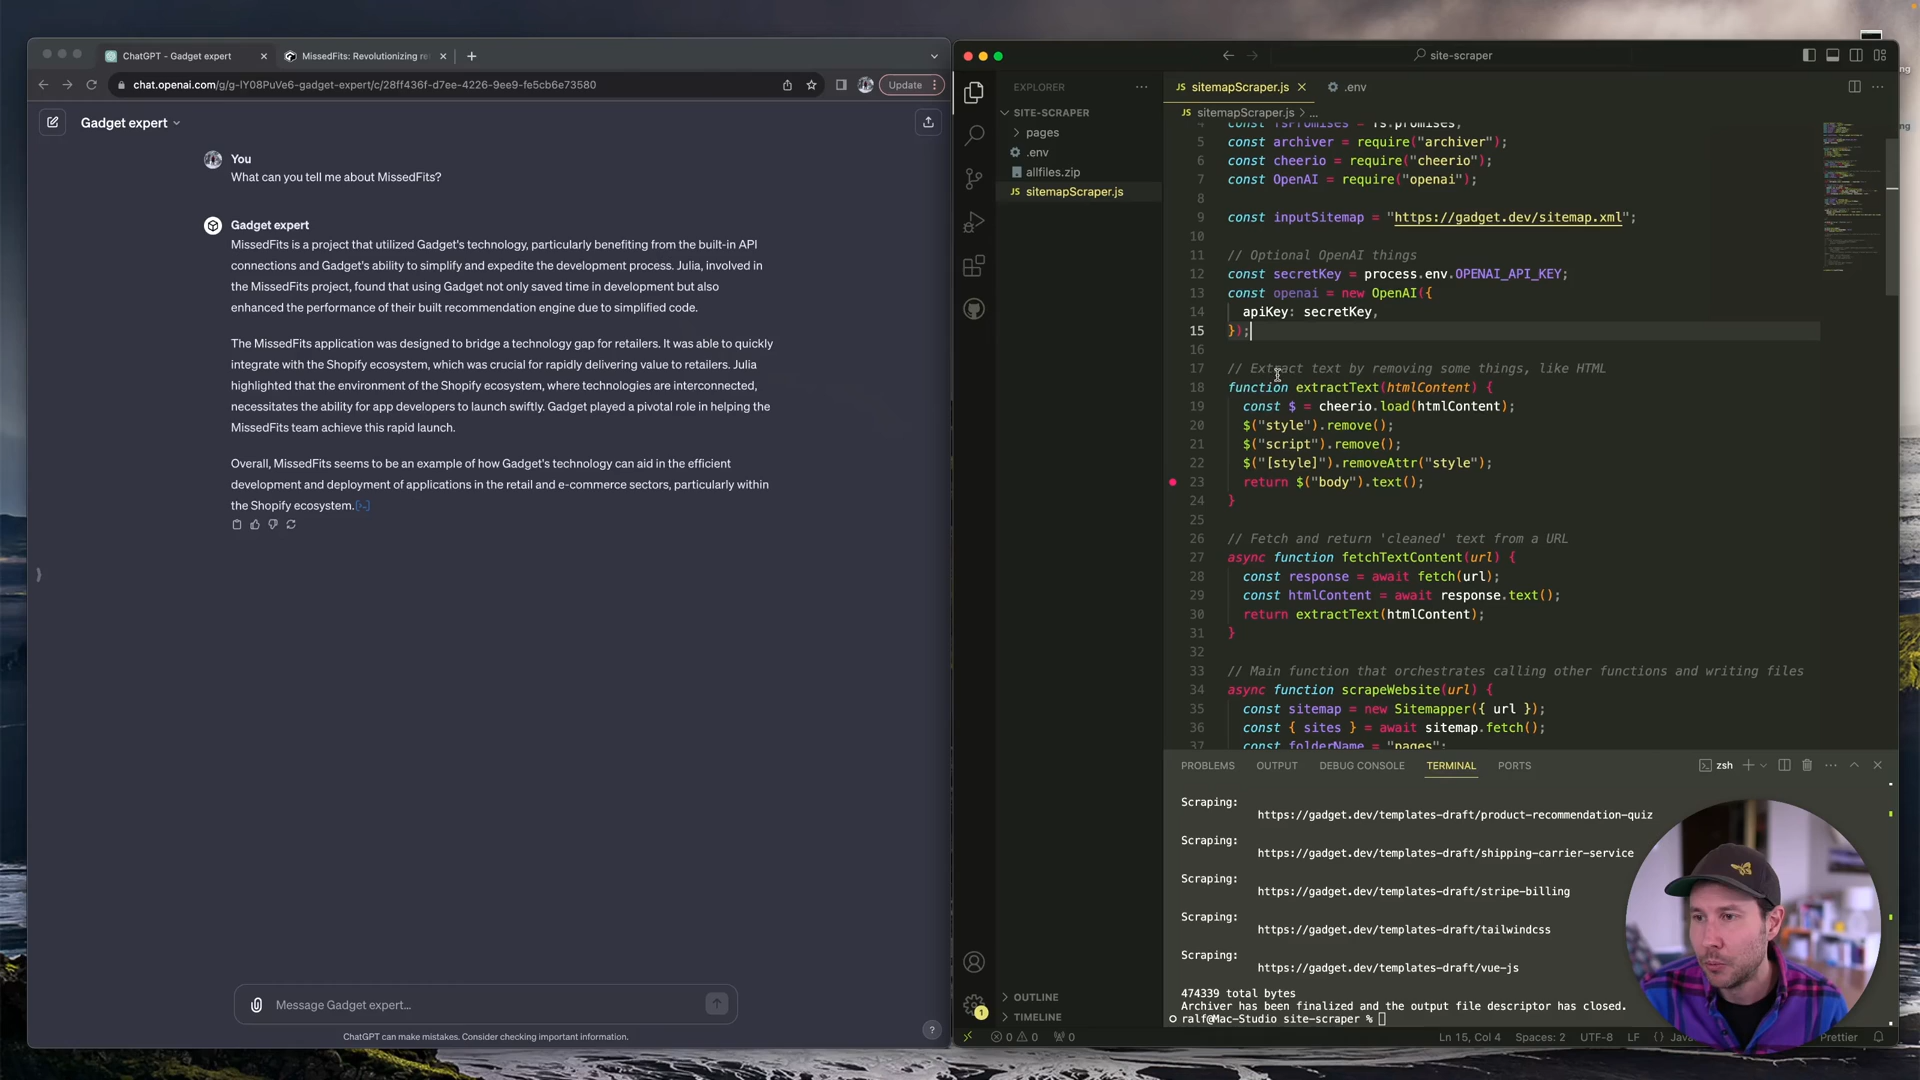 ChatGPT - Gadget expert
MissedFits: Revolutionizing re
chat.openai.com/g/g-lY08PuVe6-gadget-expert/c/28ff436f-d7ee-4226-9ee9-fe5cb6e73580
Update
Gadget expert
You
What can you tell me about MissedFits?
Gadget expert
MissedFits is a project that utilized Gadget's technology, particularly benefiting from the built-in API
connections and Gadget's ability to simplify and expedite the development process. Julia, involved in
the MissedFits project, found that using Gadget not only saved time in development but also
enhanced the performance of their built recommendation engine due to simplified code.
The MissedFits application was designed to bridge a technology gap for retailers. It was able to quickly
integrate with the Shopify ecosystem, which was crucial for rapidly delivering value to retailers. Julia
highlighted that the environment of the Shopify ecosystem, where technologies are interconnected,
necessitates the ability for app developers to launch swiftly. Gadget played a pivotal role in helping the
MissedFits team achieve this rapid launch.
Overall, MissedFits seems to be an example of how Gadget's technology can aid in the efficient
development and deployment of applications in the retail and e-commerce sectors, particularly within
the Shopify ecosystem.[-]
Message Gadget expert...
ChatGPT can make mistakes. Consider checking important information.
?
site-scraper
EXPLORER
SITE-SCRAPER
pages
.env
allfiles.zip
JS sitemapScraper.js
OUTLINE
TIMELINE
1
JS sitemapScraper.js
.env
JS sitemapScraper.js > ...
4 const fsPromises = fs.promises;
5 const archiver = require("archiver");
6 const cheerio = require("cheerio");
7 const OpenAI = require("openai");
8
9 const inputSitemap = "https://gadget.dev/sitemap.xml";
10
11 // Optional OpenAI things
12 const secretKey = process.env.OPENAI_API_KEY;
13 const openai = new OpenAI({
14 apiKey: secretKey,
15 });
16
17 // Extract text by removing some things, like HTML
18 function extractText(htmlContent) {
19 const $ = cheerio.load(htmlContent);
20 $("style").remove();
21 $("script").remove();
22 $("[style]").removeAttr("style");
23 return $("body").text();
24 }
25
26 // Fetch and return 'cleaned' text from a URL
27 async function fetchTextContent(url) {
28 const response = await fetch(url);
29 const htmlContent = await response.text();
30 return extractText(htmlContent);
31 }
32
33 // Main function that orchestrates calling other functions and writing files
34 async function scrapeWebsite(url) {
35 const sitemap = new Sitemapper({ url });
36 const { sites } = await sitemap.fetch();
37 const folderName = "pages";
PROBLEMS OUTPUT DEBUG CONSOLE TERMINAL PORTS
zsh
Scraping:
https://gadget.dev/templates-draft/product-recommendation-quiz
Scraping:
https://gadget.dev/templates-draft/shipping-carrier-service
Scraping:
https://gadget.dev/templates-draft/stripe-billing
Scraping:
https://gadget.dev/templates-draft/tailwindcss
Scraping:
https://gadget.dev/templates-draft/vue-js
474339 total bytes
Archiver has been finalized and the output file descriptor has closed.
ralf@Mac-Studio site-scraper %
0 0 0
Ln 15, Col 4 Spaces: 2 UTF-8 LF {} Prettier